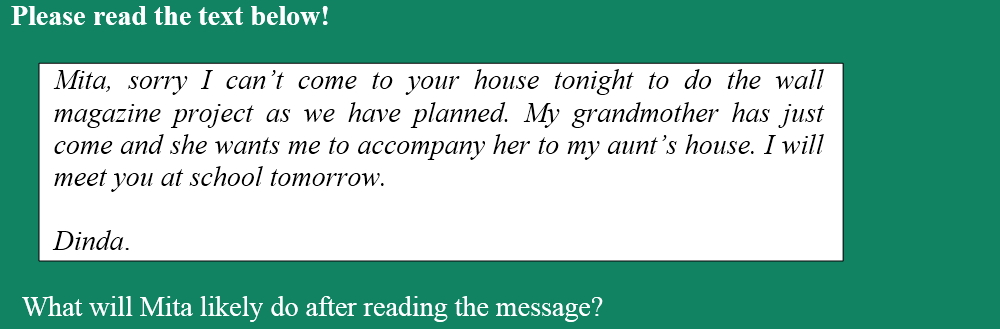 Please read the text below!
Mita, sorry I can’t come to your house tonight to do the wall
magazine project as we have planned. My grandmother has just
come and she wants me to accompany her to my aunt’s house. I will
meet you at school tomorrow.
Dinda.
What will Mita likely do after reading the message?